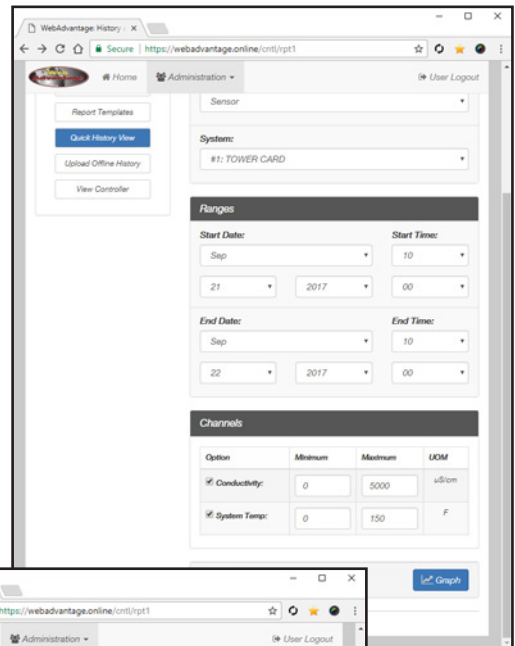 WebAdvantage: History
Secure https://webadvantage.online/cntl/rpt1
Home Administration User Logout
Report Templates
Quick History View
Upload Offline History
View Controller
Sensor
System:
#1: TOWER CARD
Ranges
Start Date: Start Time:
Sep 10
21 2017 00
End Date: End Time:
Sep 10
22 2017 00
Channels
Option Minimum Maximum UOM
Conductivity: 0 5000 uS/cm
System Temp: 0 150 F
Graph
https://webadvantage.online/cntl/rpt1
Administration User Logout